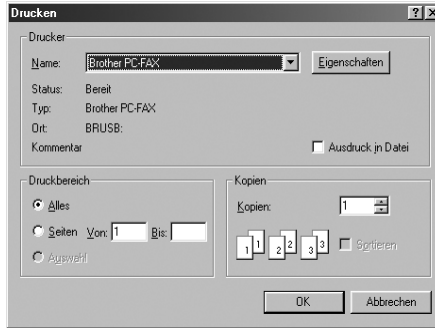 Drucken
Drucker
Name: Brother PC-FAX Eigenschaften
Status: Bereit
Typ: Brother PC-FAX
Ort: BRUSB:
Kommentar Ausdruck in Datei
Druckbereich
Alles
Seiten Von: 1 Bis:
Auswahl
Kopien
Kopien: 1
1 1 2 2 3 3 Sortieren
OK Abbrechen